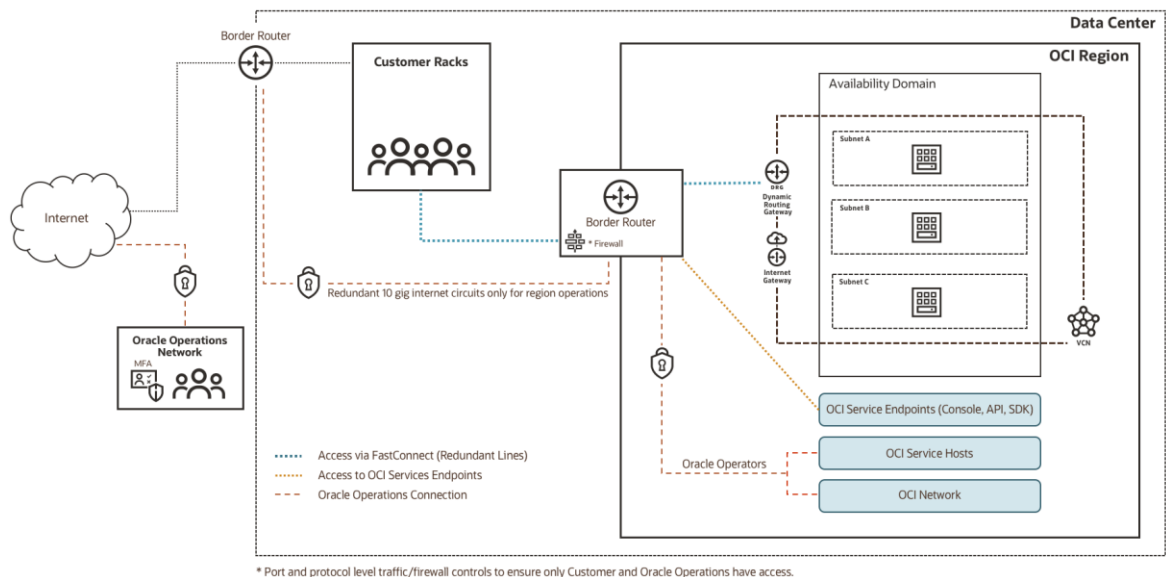 Data Center
Border Router
OCI Region
Customer Racks
Availability Domain
Subnet A
DRG
Dynamic
Routing
Gateway
Internet
Border Router
* Firewall
Subnet B
Internet
Gateway
Redundant 10 gig internet circuits only for region operations
Subnet C
VCN
Oracle Operations
Network
MFA
OCI Service Endpoints (Console, API, SDK)
Access via FastConnect (Redundant Lines)
Access to OCI Services Endpoints
Oracle Operations Connection
Oracle Operators
OCI Service Hosts
OCI Network
* Port and protocol level traffic/firewall controls to ensure only Customer and Oracle Operations have access.